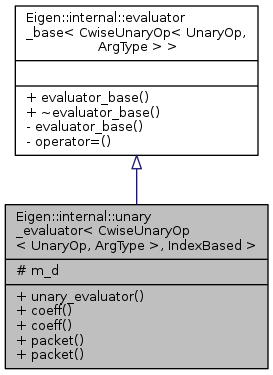 Eigen::internal::evaluator
_base< CwiseUnaryOp< UnaryOp,
ArgType > >
+ evaluator_base()
+ ~evaluator_base()
- evaluator_base()
- operator=()
Eigen::internal::unary
_evaluator< CwiseUnaryOp
< UnaryOp, ArgType >, IndexBased >
# m_d
+ unary_evaluator()
+ coeff()
+ coeff()
+ packet()
+ packet()